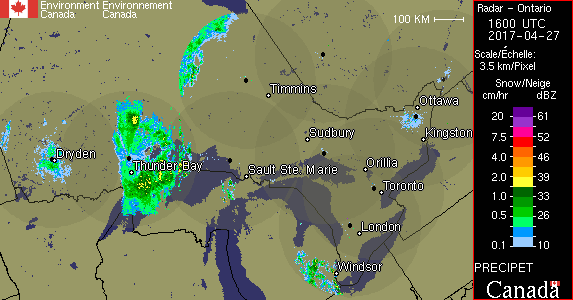 Environment Environnement
Canada Canada
100 KM
Timmins
Ottawa
Sudbury
Kingston
Dryden
Thunder Bay
Sault Ste. Marie
Orillia
Toronto
London
Windsor
Radar - Ontario
1600 UTC
2017-04-27
Scale/Échelle:
3.5 km/Pixel
Snow/Neige
cm/hr dBZ
20 61
7.5 52
4.0 46
2.0 39
1.0 33
0.5 26
0.1 10
PRECIPET
Canada